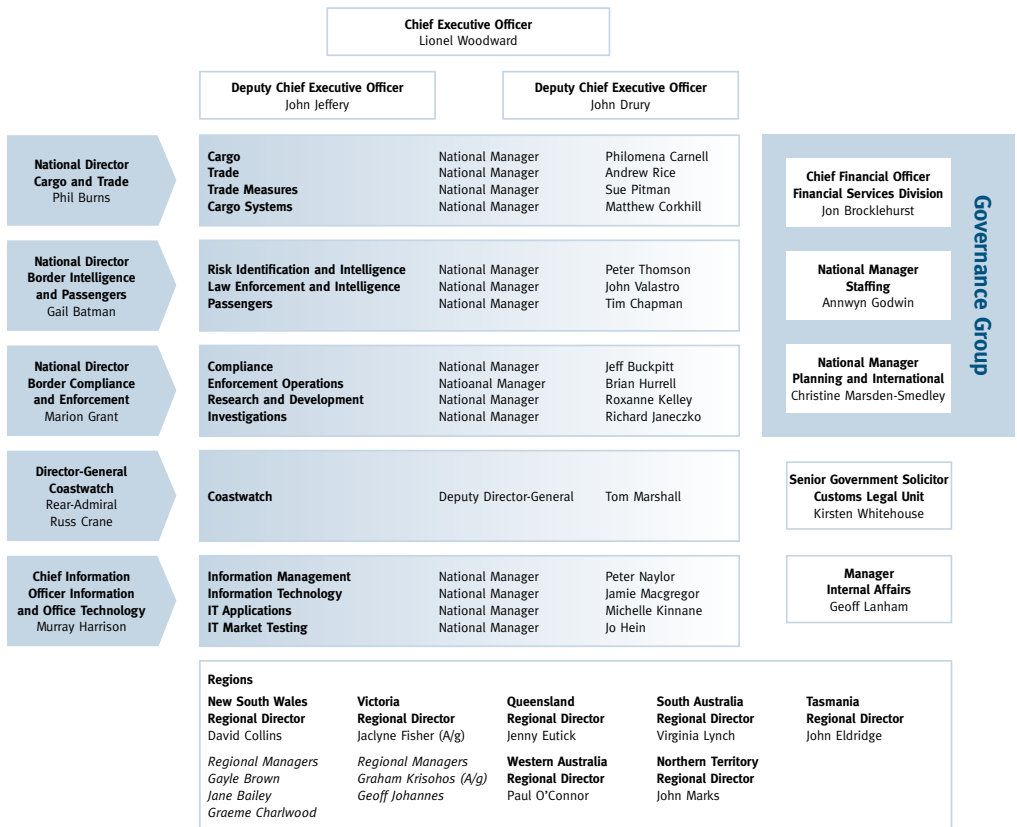 Chief Executive Officer
Lionel Woodward
Deputy Chief Executive Officer
John Jeffery
Deputy Chief Executive Officer
John Drury
National Director
Cargo and Trade
Phil Burns
Cargo National Manager Philomena Carnell
Trade National Manager Andrew Rice
Trade Measures National Manager Sue Pitman
Cargo Systems National Manager Matthew Corkhill
National Director
Border Intelligence
and Passengers
Gail Batman
Risk Identification and Intelligence National Manager Peter Thomson
Law Enforcement and Intelligence National Manager John Valastro
Passengers National Manager Tim Chapman
National Director
Border Compliance
and Enforcement
Marion Grant
Compliance National Manager Jeff Buckpitt
Enforcement Operations Natioanal Manager Brian Hurrell
Research and Development National Manager Roxanne Kelley
Investigations National Manager Richard Janeczko
Director-General
Coastwatch
Rear-Admiral
Russ Crane
Coastwatch Deputy Director-General Tom Marshall
Chief Information
Officer Information
and Office Technology
Murray Harrison
Information Management National Manager Peter Naylor
Information Technology National Manager Jamie Macgregor
IT Applications National Manager Michelle Kinnane
IT Market Testing National Manager Jo Hein
Governance Group
Chief Financial Officer
Financial Services Division
Jon Brocklehurst
National Manager
Staffing
Annwyn Godwin
National Manager
Planning and International
Christine Marsden-Smedley
Senior Government Solicitor
Customs Legal Unit
Kirsten Whitehouse
Manager
Internal Affairs
Geoff Lanham
Regions
New South Wales
Regional Director
David Collins
Regional Managers
Gayle Brown
Jane Bailey
Graeme Charlwood
Victoria
Regional Director
Jaclyne Fisher (A/g)
Regional Managers
Graham Krisohos (A/g)
Geoff Johannes
Queensland
Regional Director
Jenny Eutick
Western Australia
Regional Director
Paul O’Connor
South Australia
Regional Director
Virginia Lynch
Northern Territory
Regional Director
John Marks
Tasmania
Regional Director
John Eldridge